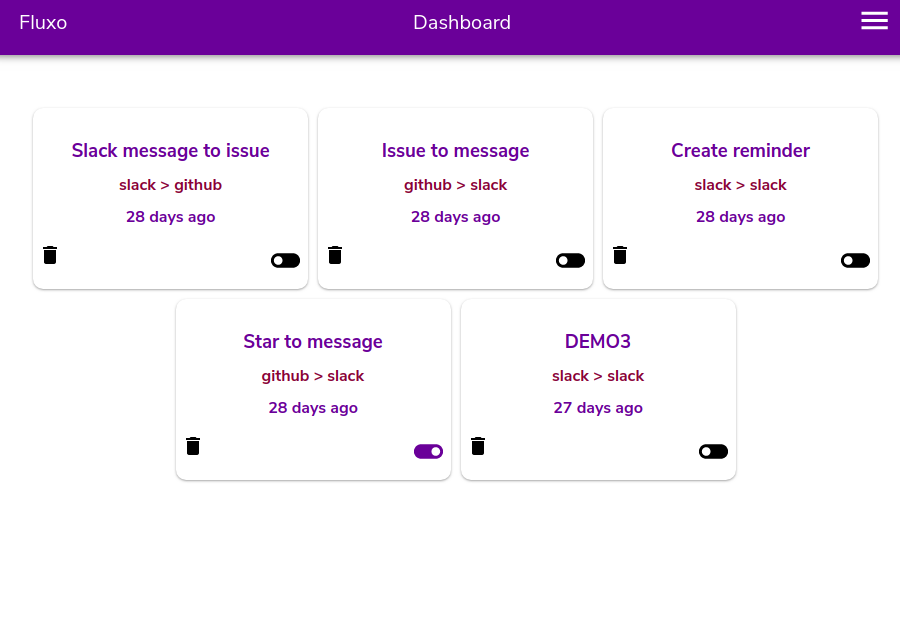 Fluxo
Dashboard
Slack message to issue
slack > github
28 days ago
Issue to message
github > slack
28 days ago
Create reminder
slack > slack
28 days ago
Star to message
github > slack
28 days ago
DEMO3
slack > slack
27 days ago